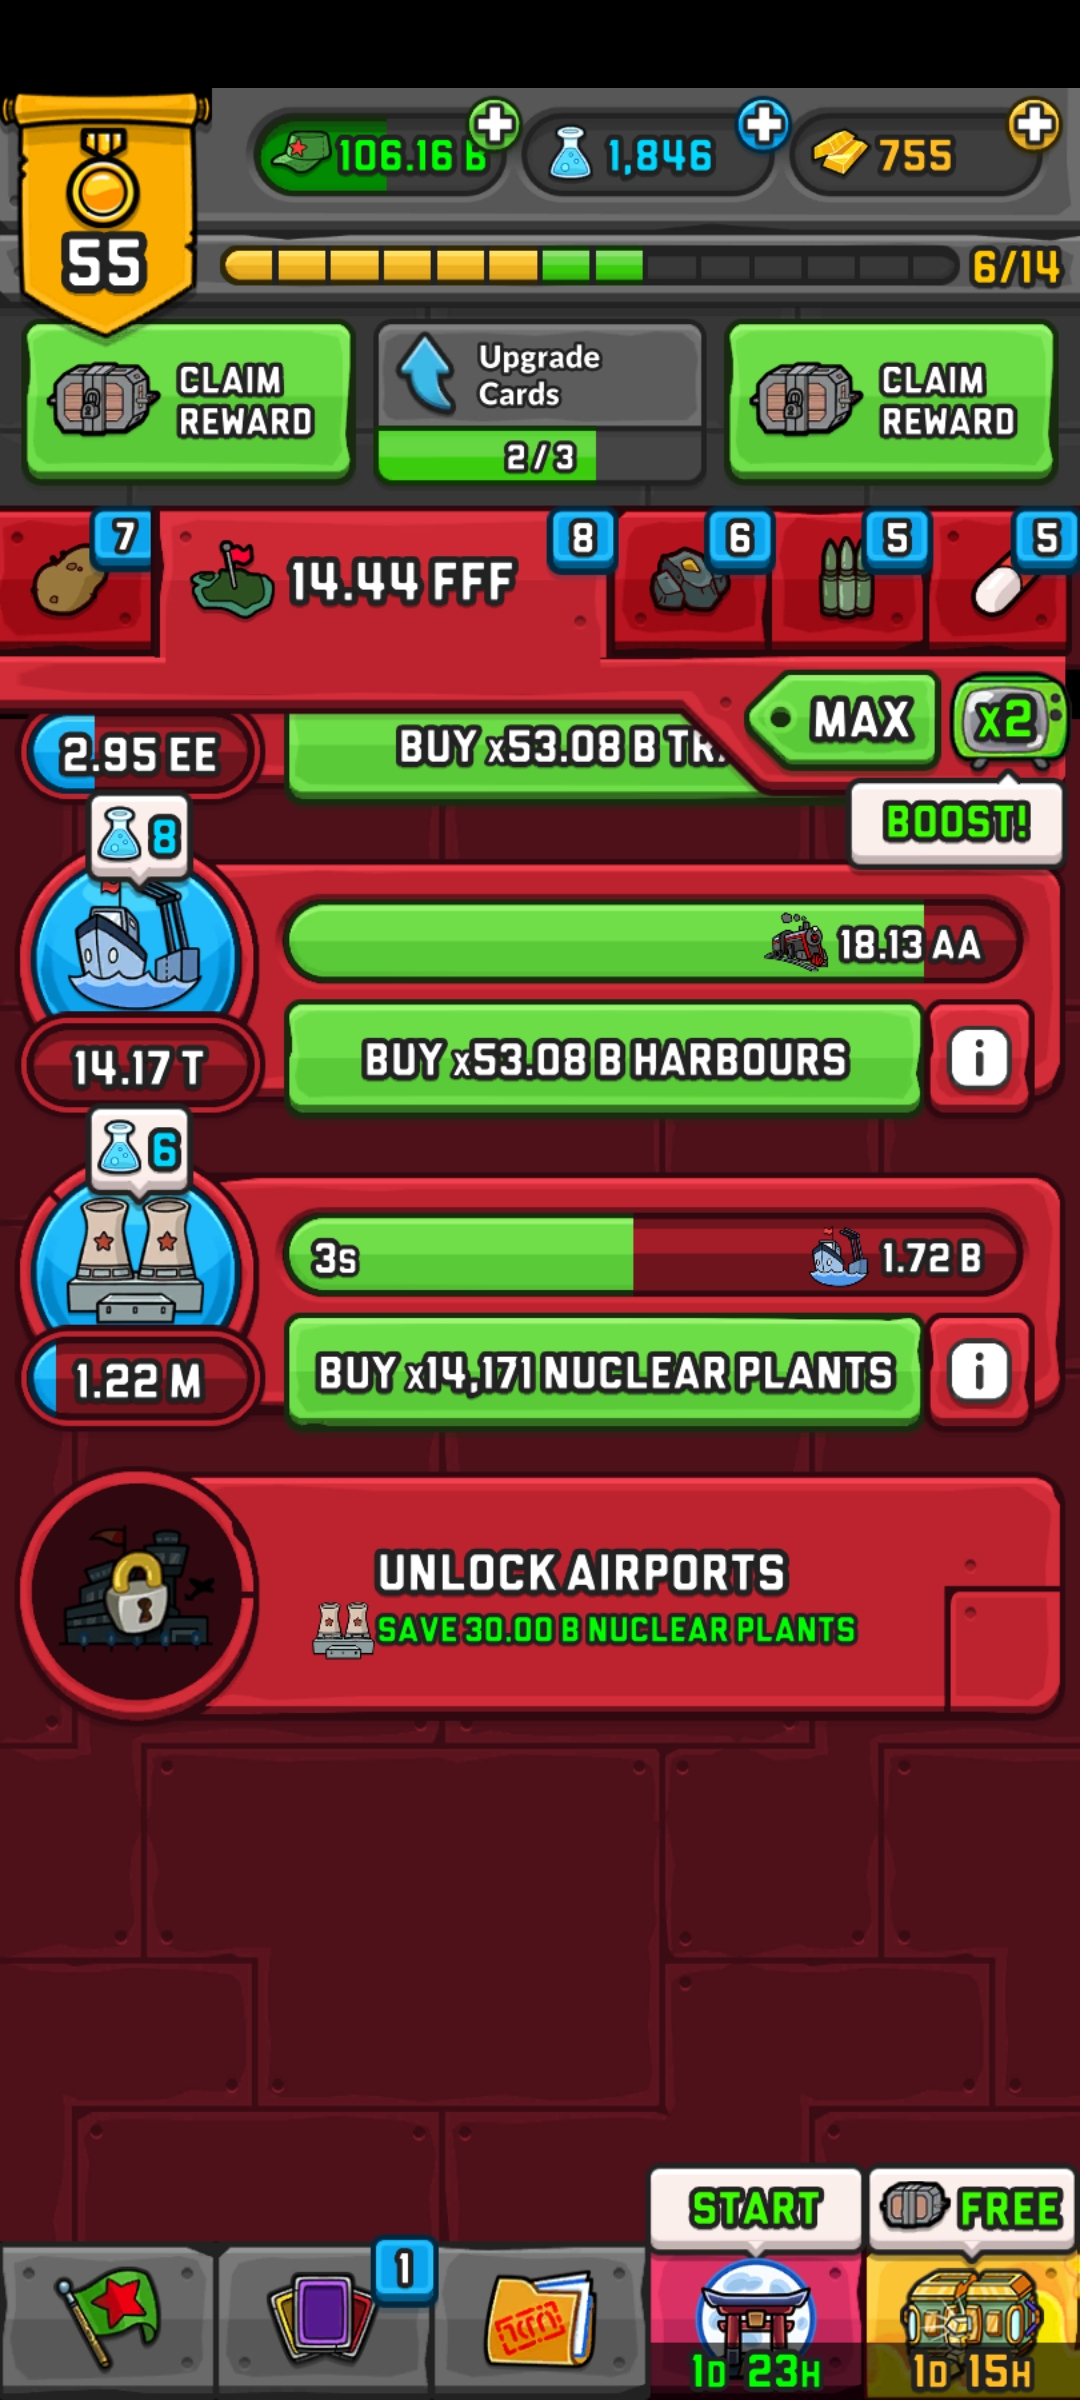 106.16 B
1,846
755
55
6/14
CLAIM
REWARD
Upgrade
Cards
2/3
CLAIM
REWARD
7
14.44 FFF
8
6
5
5
MAX
x2
2.95 EE
BUY x53.08 B
BOOST!
8
18.13 AA
14.17 T
BUY x53.08 B HARBOURS
i
6
3s
1.72 B
1.22 M
BUY x14,171 NUCLEAR PLANTS
i
UNLOCK AIRPORTS
SAVE 30.00 B NUCLEAR PLANTS
START
FREE
1
1D 23H
1D 15H